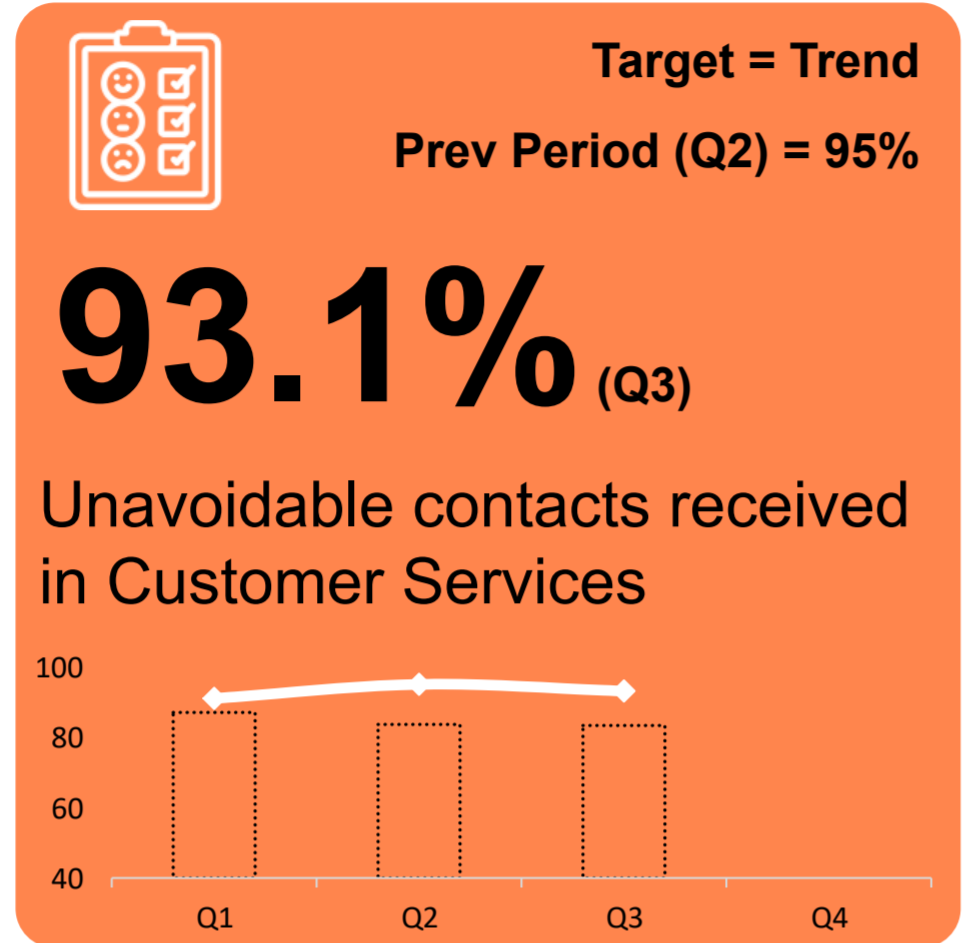 Target = Trend
Prev Period (Q2) = 95%
93.1% (Q3)
Unavoidable contacts received
in Customer Services
100
80
60
40
Q1 Q2 Q3 Q4